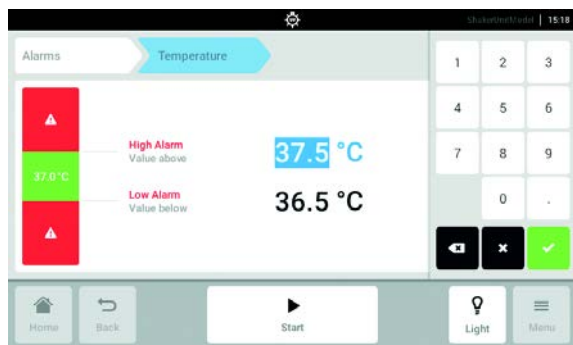 ShakerUnitModel | 15:18
Alarms
Temperature
1 2 3
4 5 6
7 8 9
0 .
High Alarm
Value above
37.5 °C
37.0°C
Low Alarm
Value below
36.5 °C
Home
Back
Start
Light
Menu